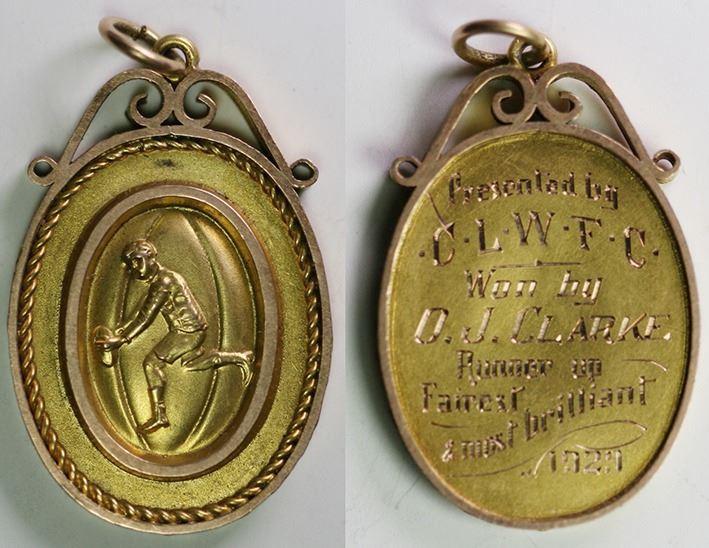 Presented by
· C · L · W · F · C ·
Won by
O. J. CLARKE
Runner up
Fairest
& most brilliant
1929